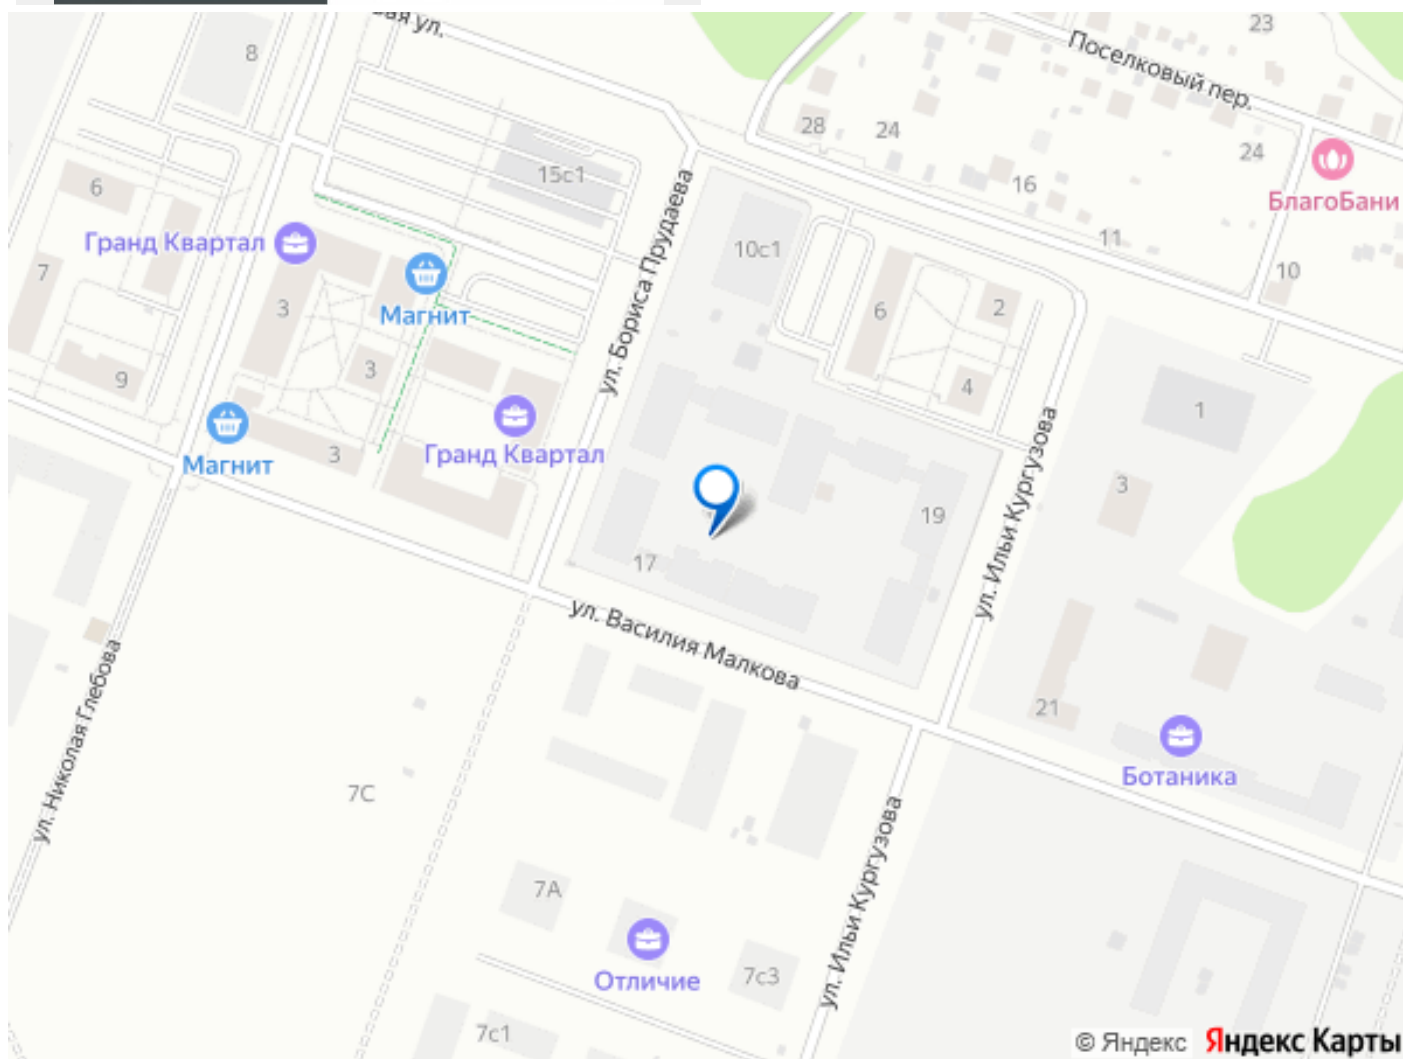 вая ул.
23
8
Поселковый пер.
28
24
24
15с1
БлагоБани
6
16
Гранд Квартал
ул. Бориса Прудаева
10с1
11
7
10
3
Магнит
6
2
3
9
4
1
Гранд Квартал
3
Магнит
3
19
ул. Ильи Кургузова
17
ул. Василия Малкова
ул. Николая Глебова
21
Ботаника
7С
ул. Ильи Кургузова
7А
Отличие
7с3
7с1
© Яндекс Яндекс Карты